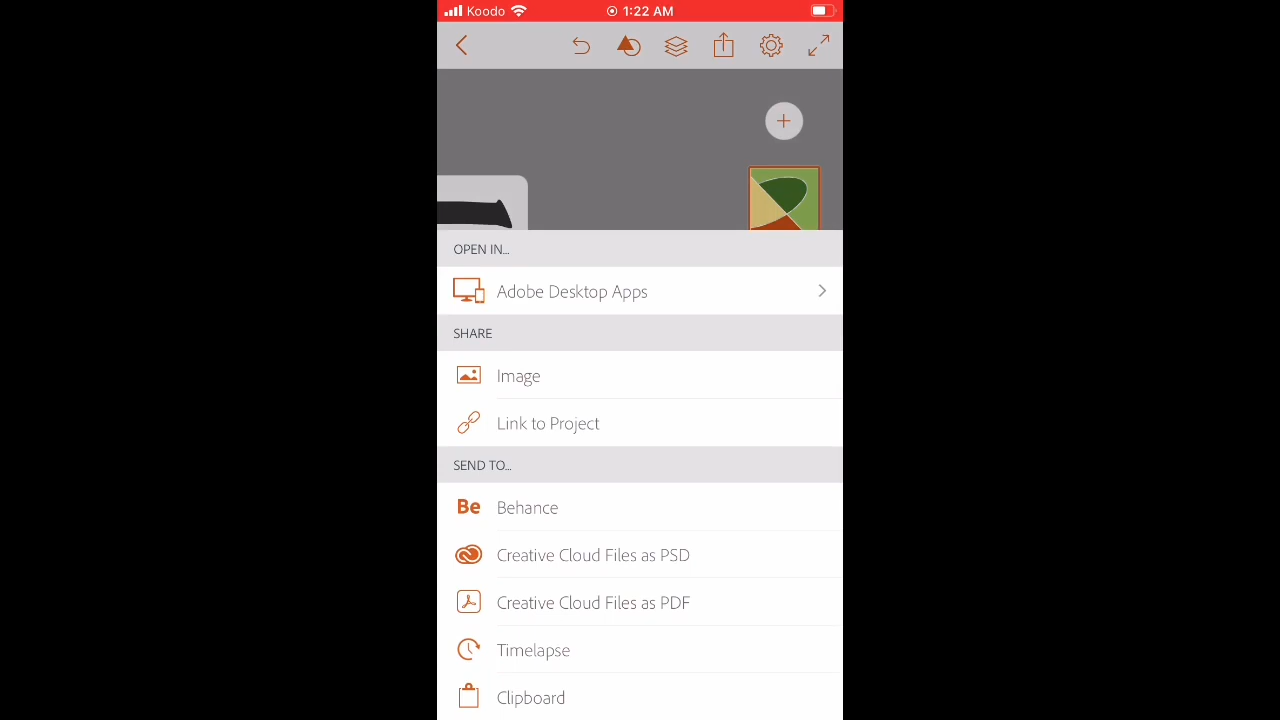 Koodo 1:22 AM
OPEN IN...
Adobe Desktop Apps
SHARE
Image
Link to Project
SEND TO...
Be Behance
Creative Cloud Files as PSD
Creative Cloud Files as PDF
Timelapse
Clipboard